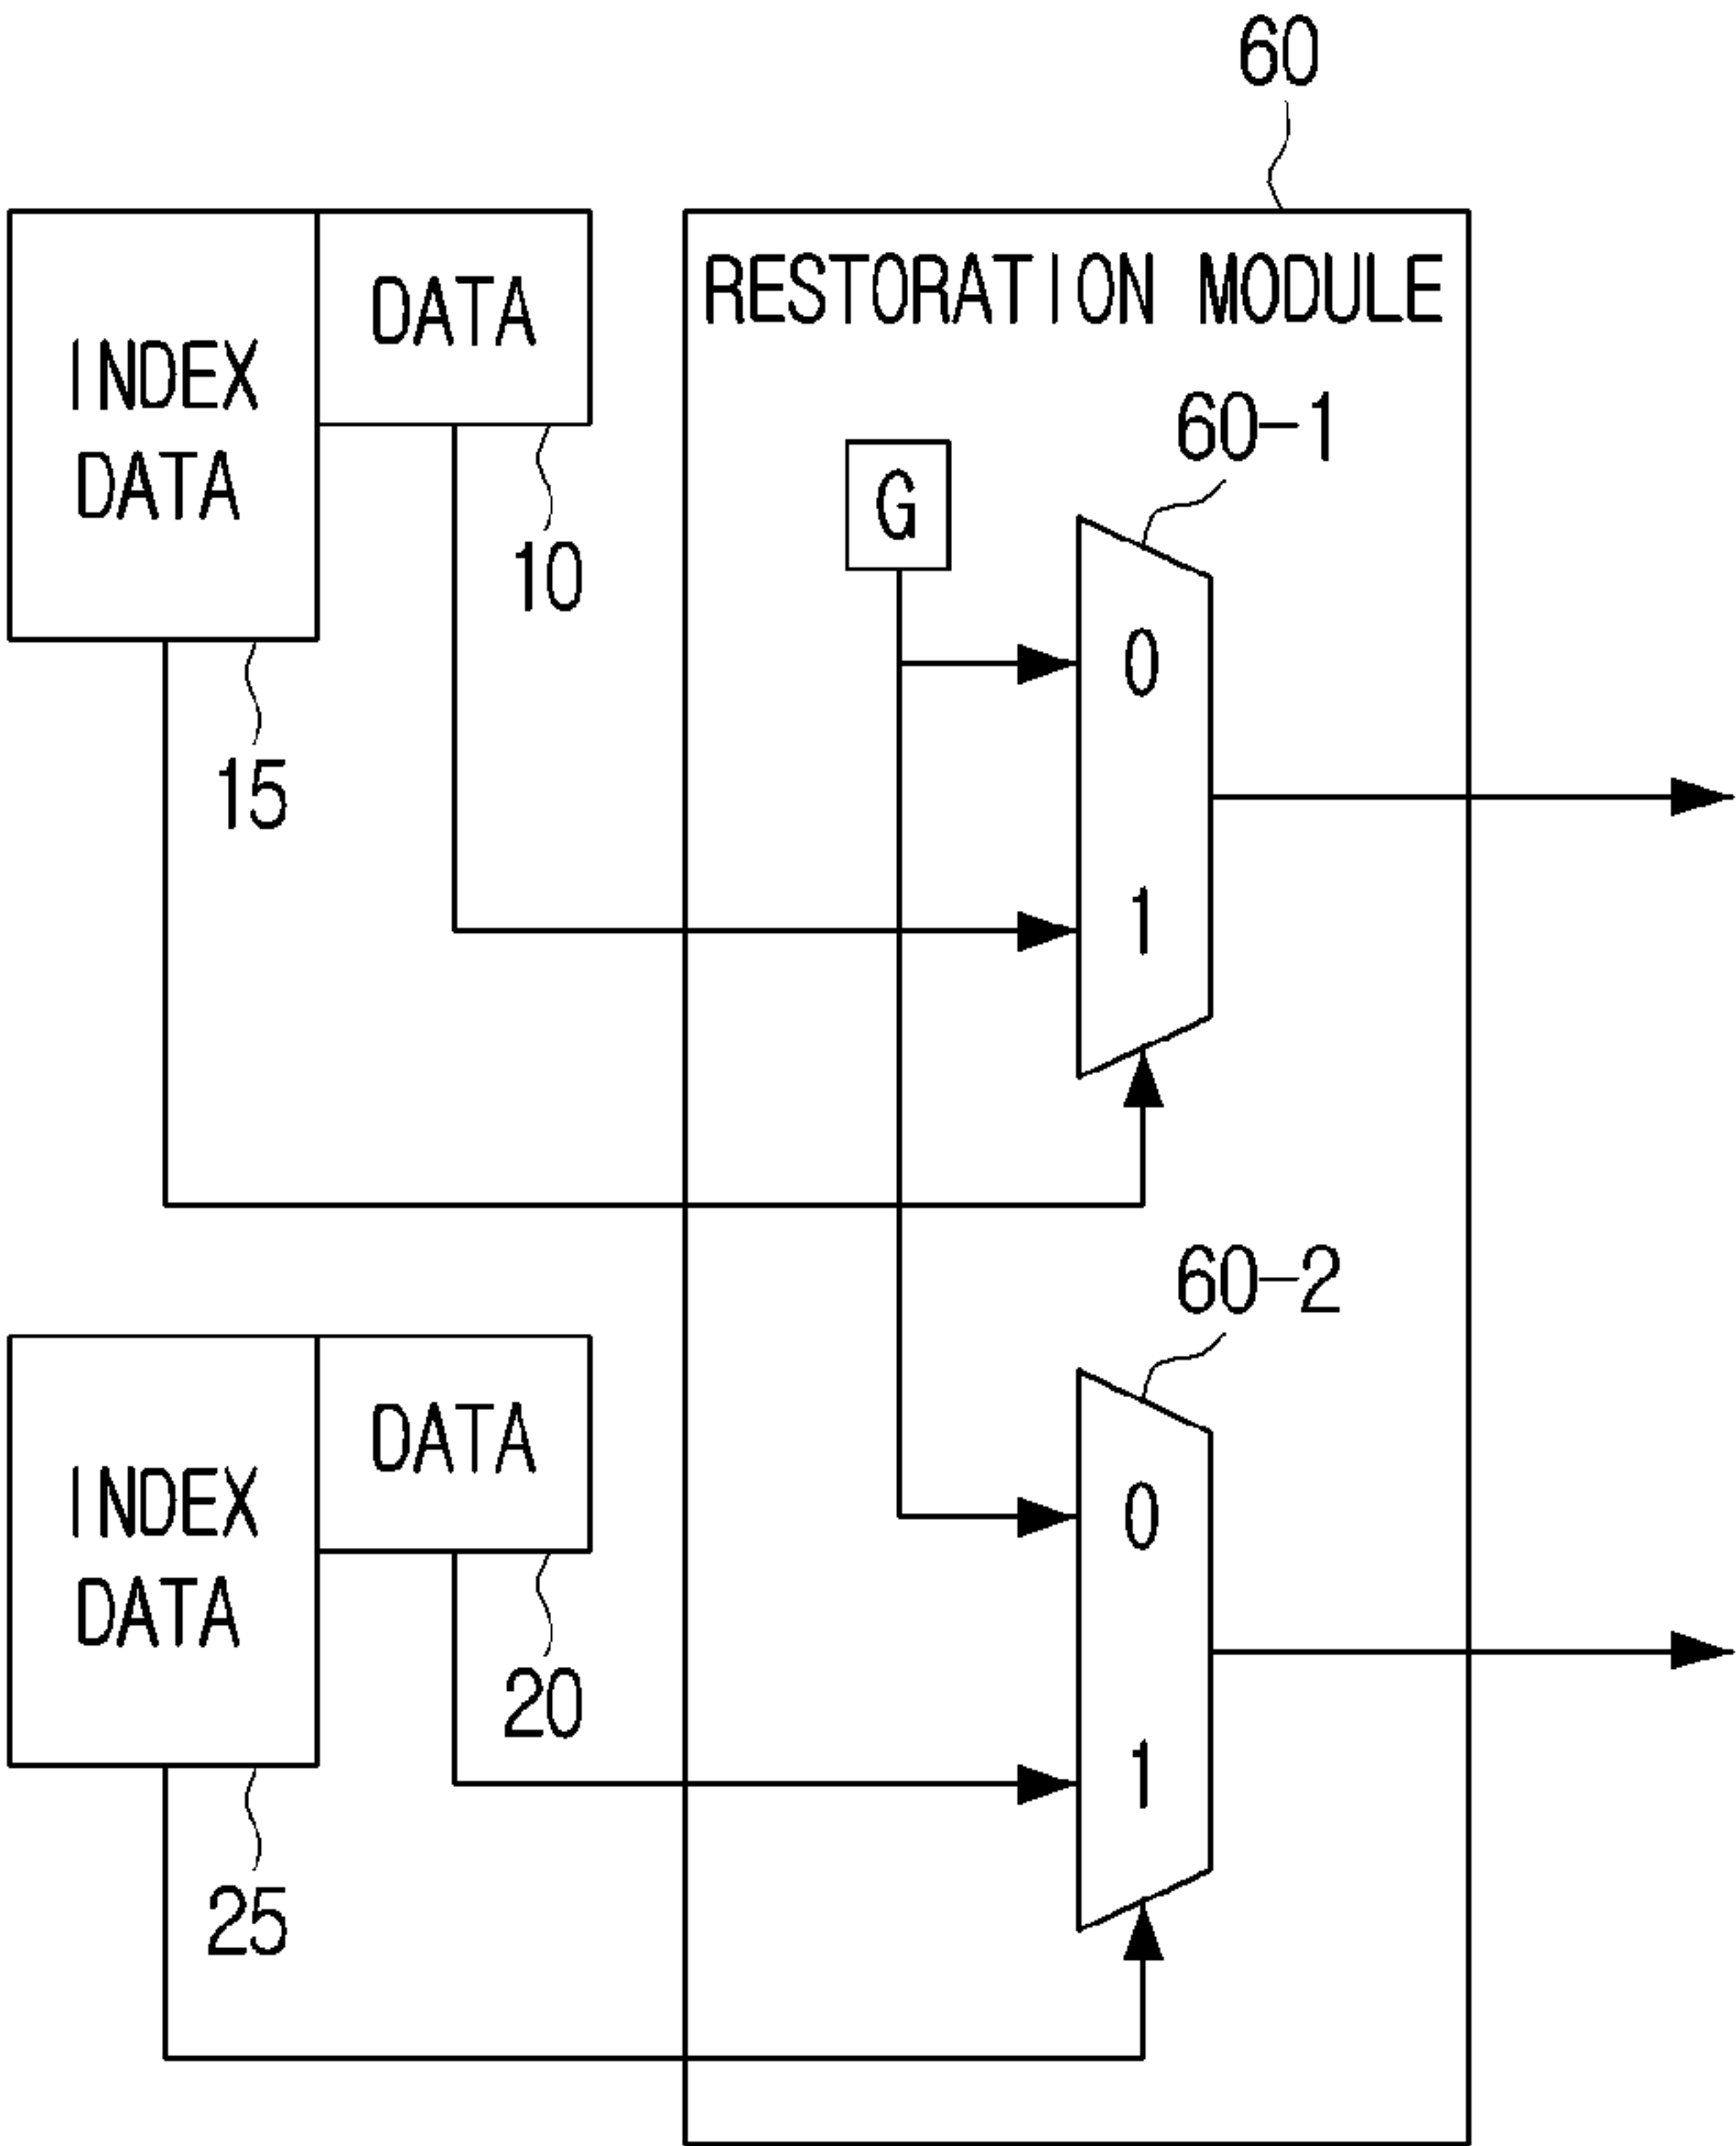 60
RESTORATION MODULE
INDEX
DATA
DATA
10
15
G
60-1
0
1
60-2
INDEX
DATA
DATA
20
25
0
1